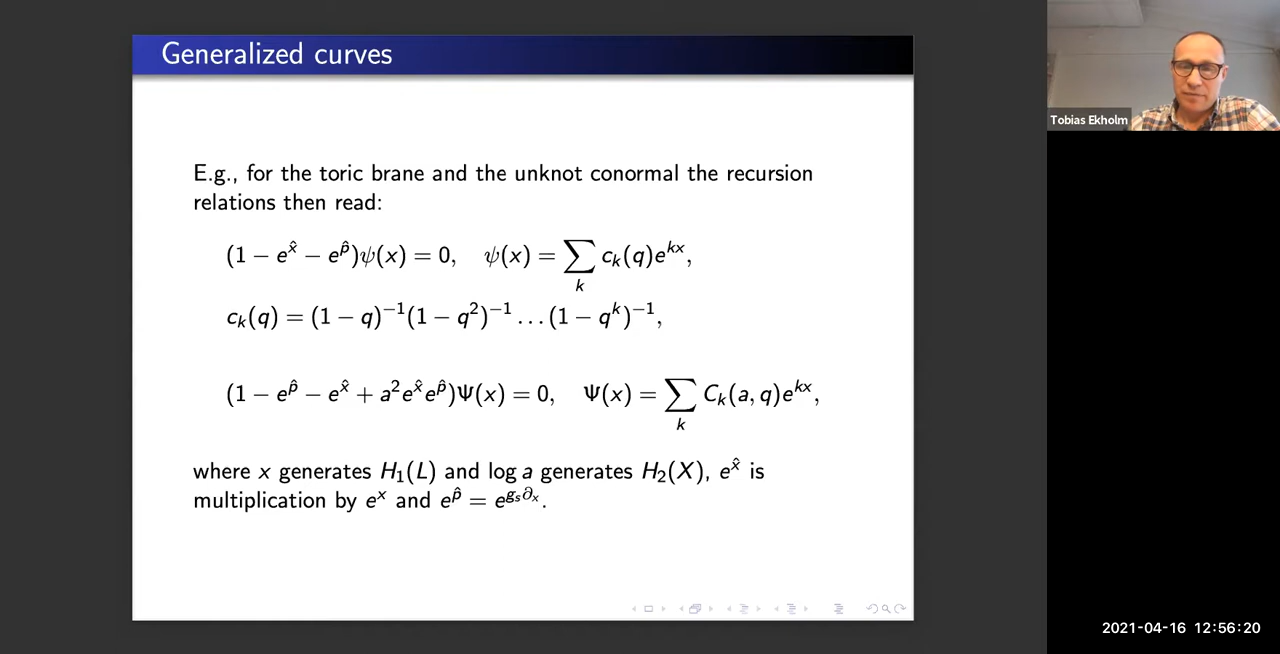 Generalized curves
E.g., for the toric brane and the unknot conormal the recursion
relations then read:
(1 − e^x̂ − e^p̂)ψ(x) = 0, ψ(x) = ∑_k c_k(q)e^{kx},
c_k(q) = (1 − q)^{−1}(1 − q^2)^{−1} … (1 − q^k)^{−1},
(1 − e^p̂ − e^x̂ + a^2e^x̂e^p̂)Ψ(x) = 0, Ψ(x) = ∑_k C_k(a, q)e^{kx},
where x generates H_1(L) and log a generates H_2(X), e^x̂ is
multiplication by e^x and e^p̂ = e^{g_s∂_x}.
Tobias Ekholm
2021-04-16 12:56:20